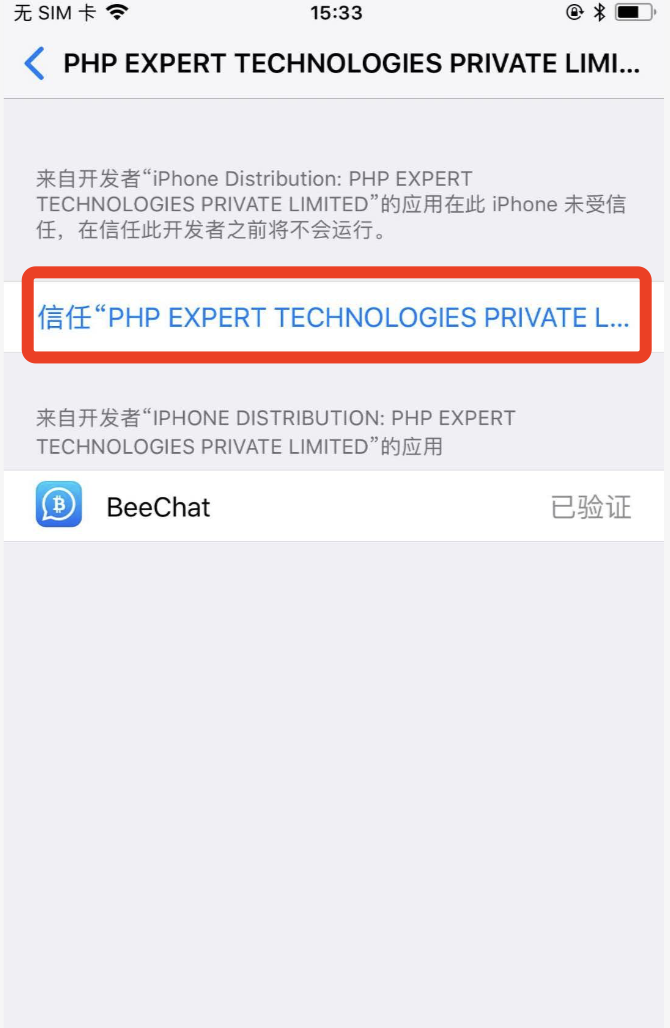 无 SIM 卡 15:33
PHP EXPERT TECHNOLOGIES PRIVATE LIMI...
来自开发者“iPhone Distribution: PHP EXPERT
TECHNOLOGIES PRIVATE LIMITED”的应用在此 iPhone 未受信
任，在信任此开发者之前将不会运行。
信任“PHP EXPERT TECHNOLOGIES PRIVATE L...
来自开发者“IPHONE DISTRIBUTION: PHP EXPERT
TECHNOLOGIES PRIVATE LIMITED”的应用
BeeChat 已验证